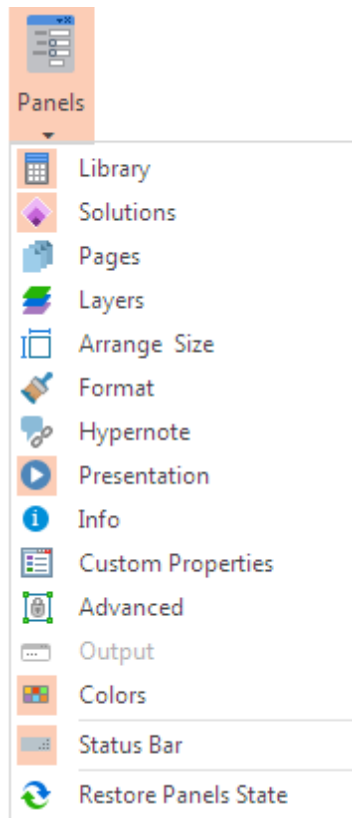 Panels
Library
Solutions
Pages
Layers
Arrange Size
Format
Hypernote
Presentation
Info
Custom Properties
Advanced
Output
Colors
Status Bar
Restore Panels State